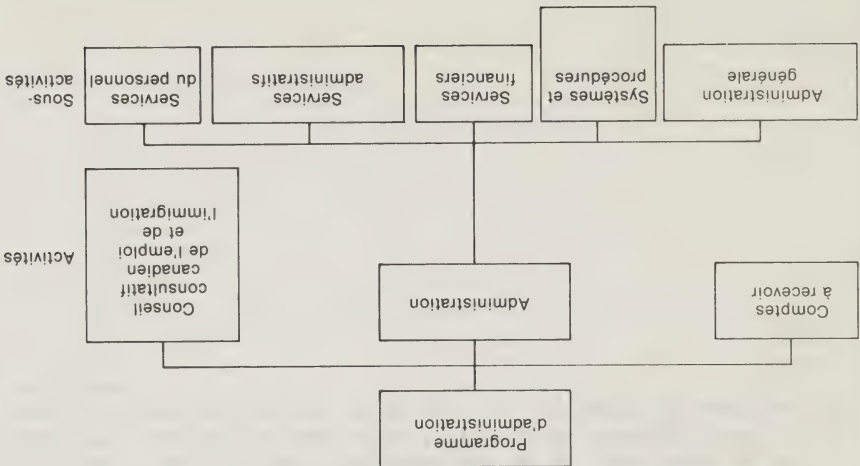 Programme
d'administration
Comptes
à recevoir
Administration
Conseil
consultatif
canadien
de l'emploi
et de
l'immigration
Activités
Administration
générale
Systèmes et
procédures
Services
financiers
Services
administratifs
Services
du personnel
Sous-
activités